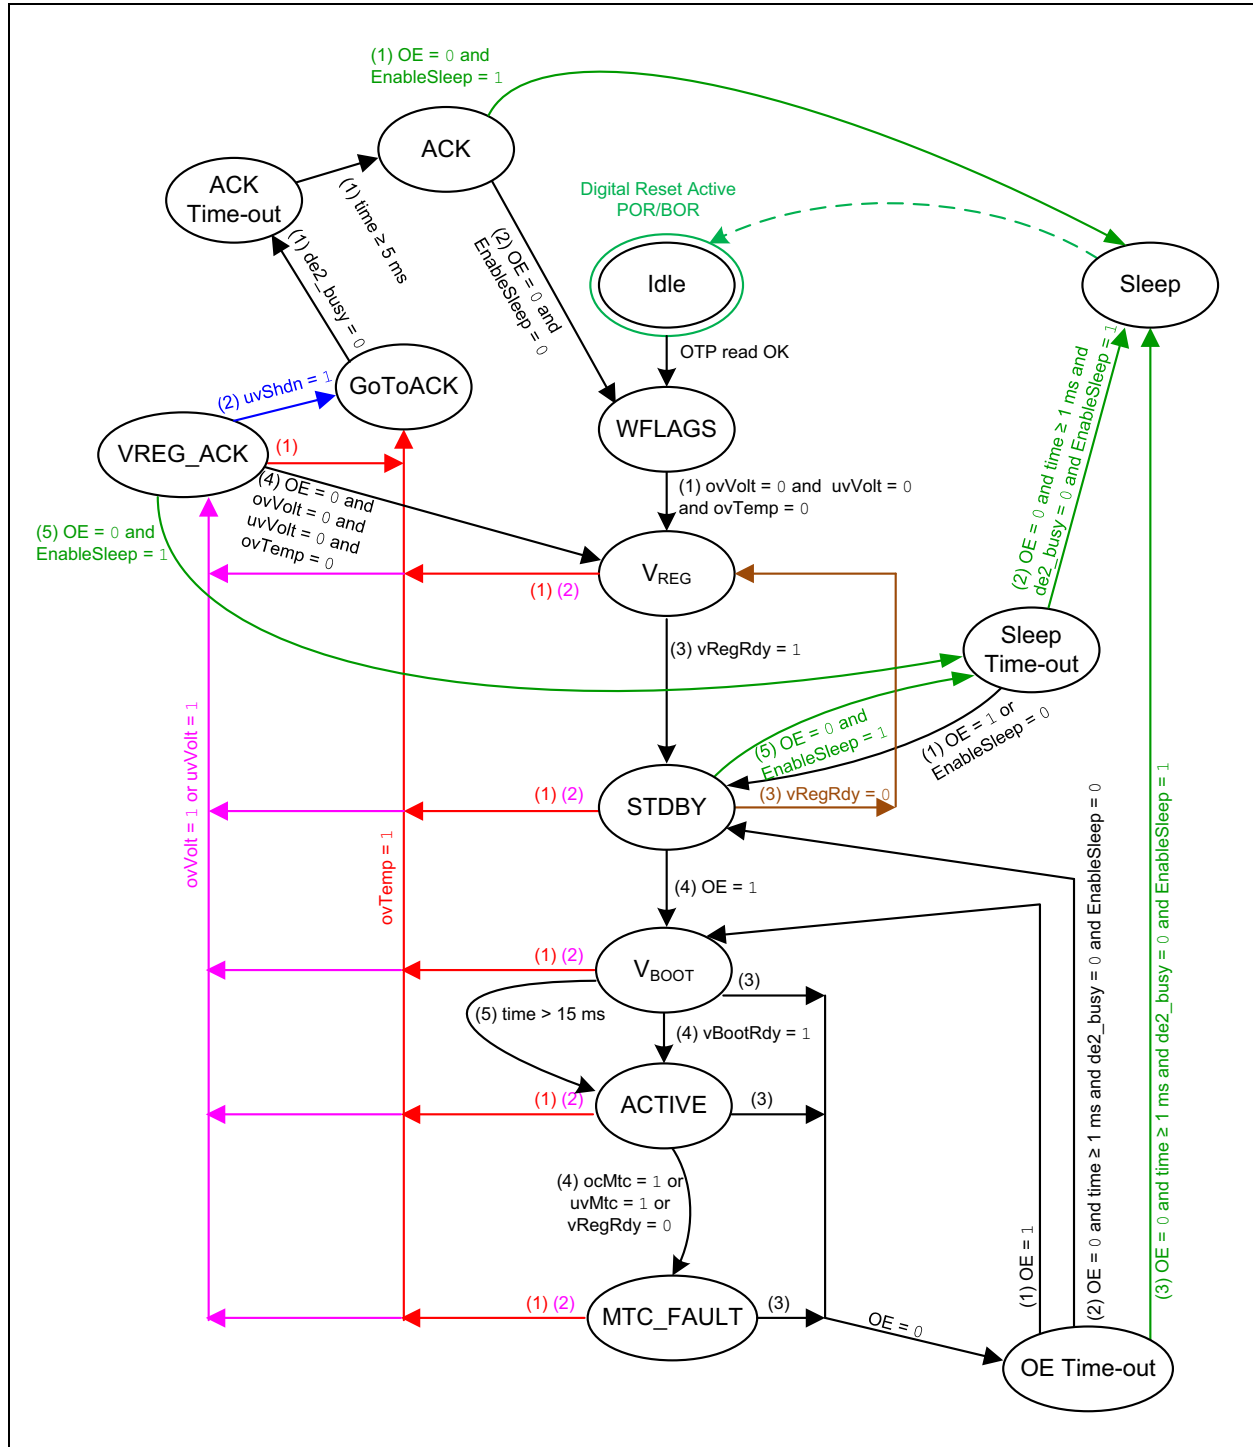 (1) OE = 0 and
EnableSleep = 1
ACK
ACK
Time-out
(1) time ≥ 5 ms
Digital Reset Active
POR/BOR
Idle
Sleep
(2) OE = 0 and
EnableSleep = 0
(1) de2_busy = 0
OTP read OK
GoToACK
(2) uvShdn = 1
WFLAGS
VREG_ACK
(1)
(2) OE = 0 and time ≥ 1 ms and
de2_busy = 0 and EnableSleep = 1
(4) OE = 0 and
ovVolt = 0 and
uvVolt = 0 and
ovTemp = 0
(1) ovVolt = 0 and uvVolt = 0
and ovTemp = 0
(5) OE = 0 and
EnableSleep = 1
VREG
(1) (2)
(3) vRegRdy = 1
Sleep
Time-out
(5) OE = 0 and
EnableSleep = 1
(1) OE = 1 or
EnableSleep = 0
STDBY
(1) (2)
(3) vRegRdy = 0
ovVolt = 1 or uvVolt = 1
ovTemp = 1
(4) OE = 1
VBOOT
(1) (2)
(3)
(5) time > 15 ms
(4) vBootRdy = 1
ACTIVE
(1) (2)
(3)
(4) ocMtc = 1 or
uvMtc = 1 or
vRegRdy = 0
MTC_FAULT
(1) (2)
(3)
OE = 0
(1) OE = 1
(2) OE = 0 and time ≥ 1 ms and de2_busy = 0 and EnableSleep = 0
(3) OE = 0 and time ≥ 1 ms and de2_busy = 0 and EnableSleep = 1
OE Time-out